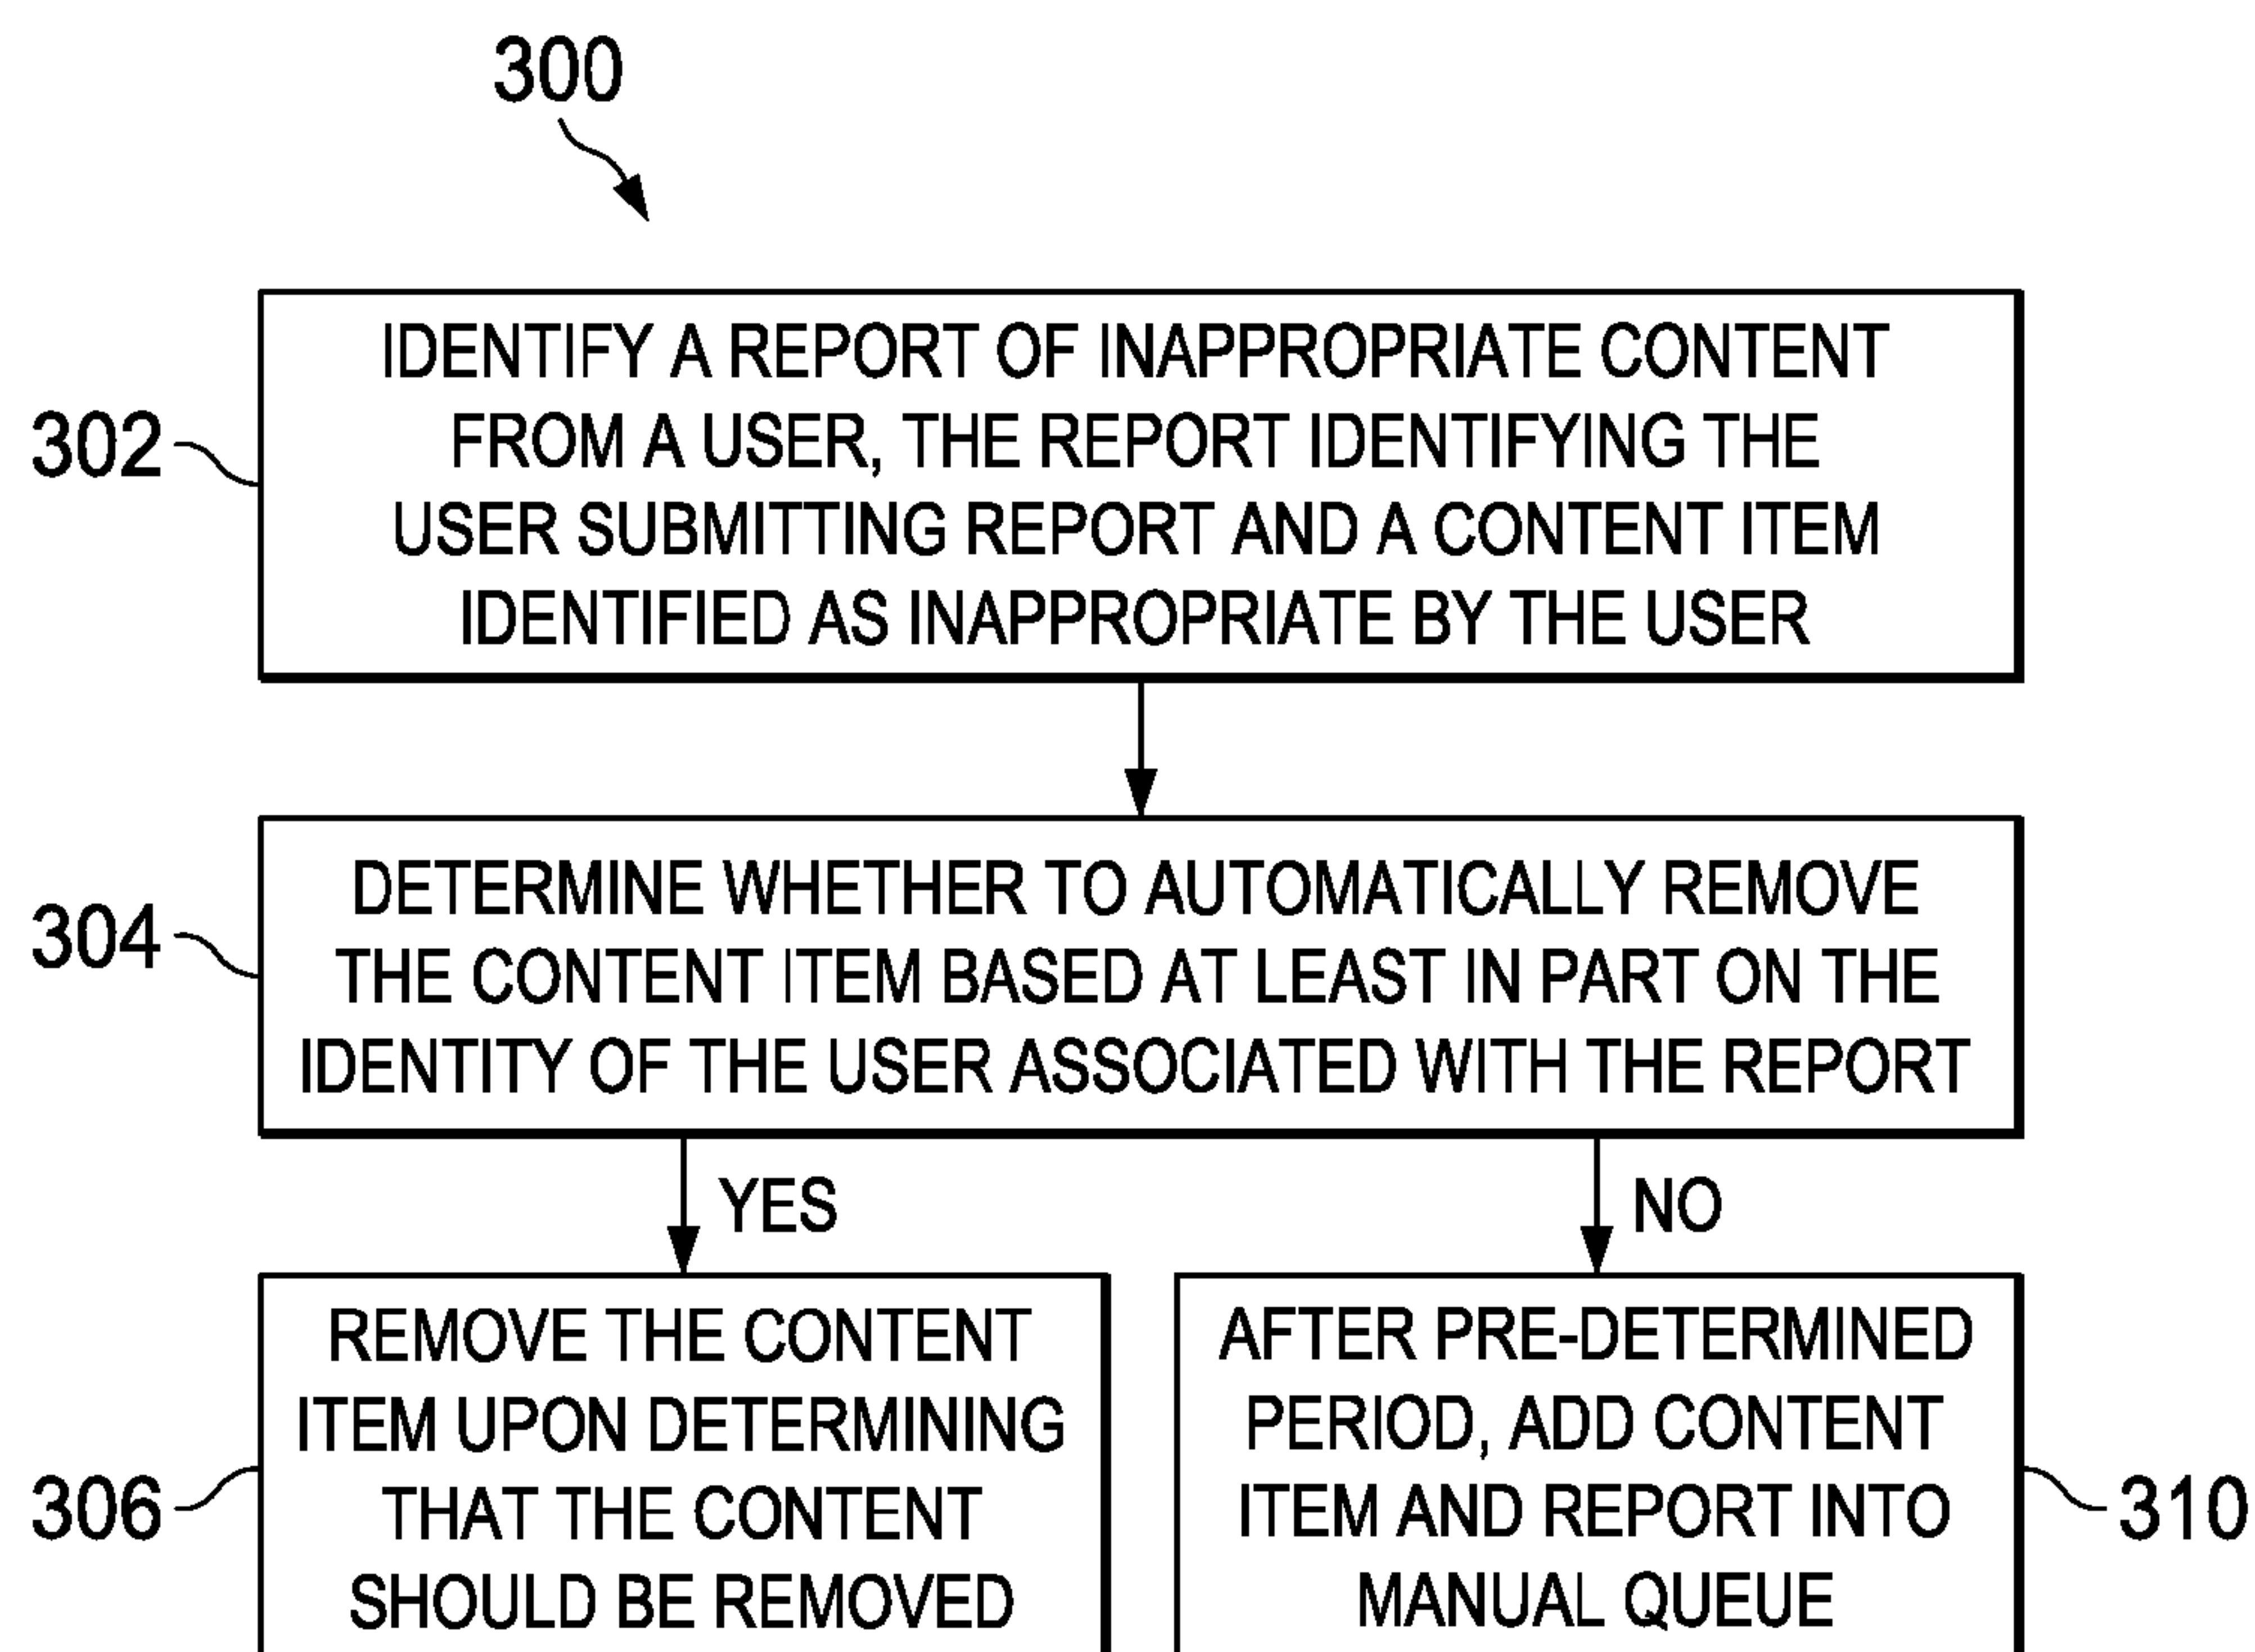 300
302
IDENTIFY A REPORT OF INAPPROPRIATE CONTENT
FROM A USER, THE REPORT IDENTIFYING THE
USER SUBMITTING REPORT AND A CONTENT ITEM
IDENTIFIED AS INAPPROPRIATE BY THE USER
304
DETERMINE WHETHER TO AUTOMATICALLY REMOVE
THE CONTENT ITEM BASED AT LEAST IN PART ON THE
IDENTITY OF THE USER ASSOCIATED WITH THE REPORT
YES
NO
306
REMOVE THE CONTENT
ITEM UPON DETERMINING
THAT THE CONTENT
SHOULD BE REMOVED
AFTER PRE-DETERMINED
PERIOD, ADD CONTENT
ITEM AND REPORT INTO
MANUAL QUEUE
310